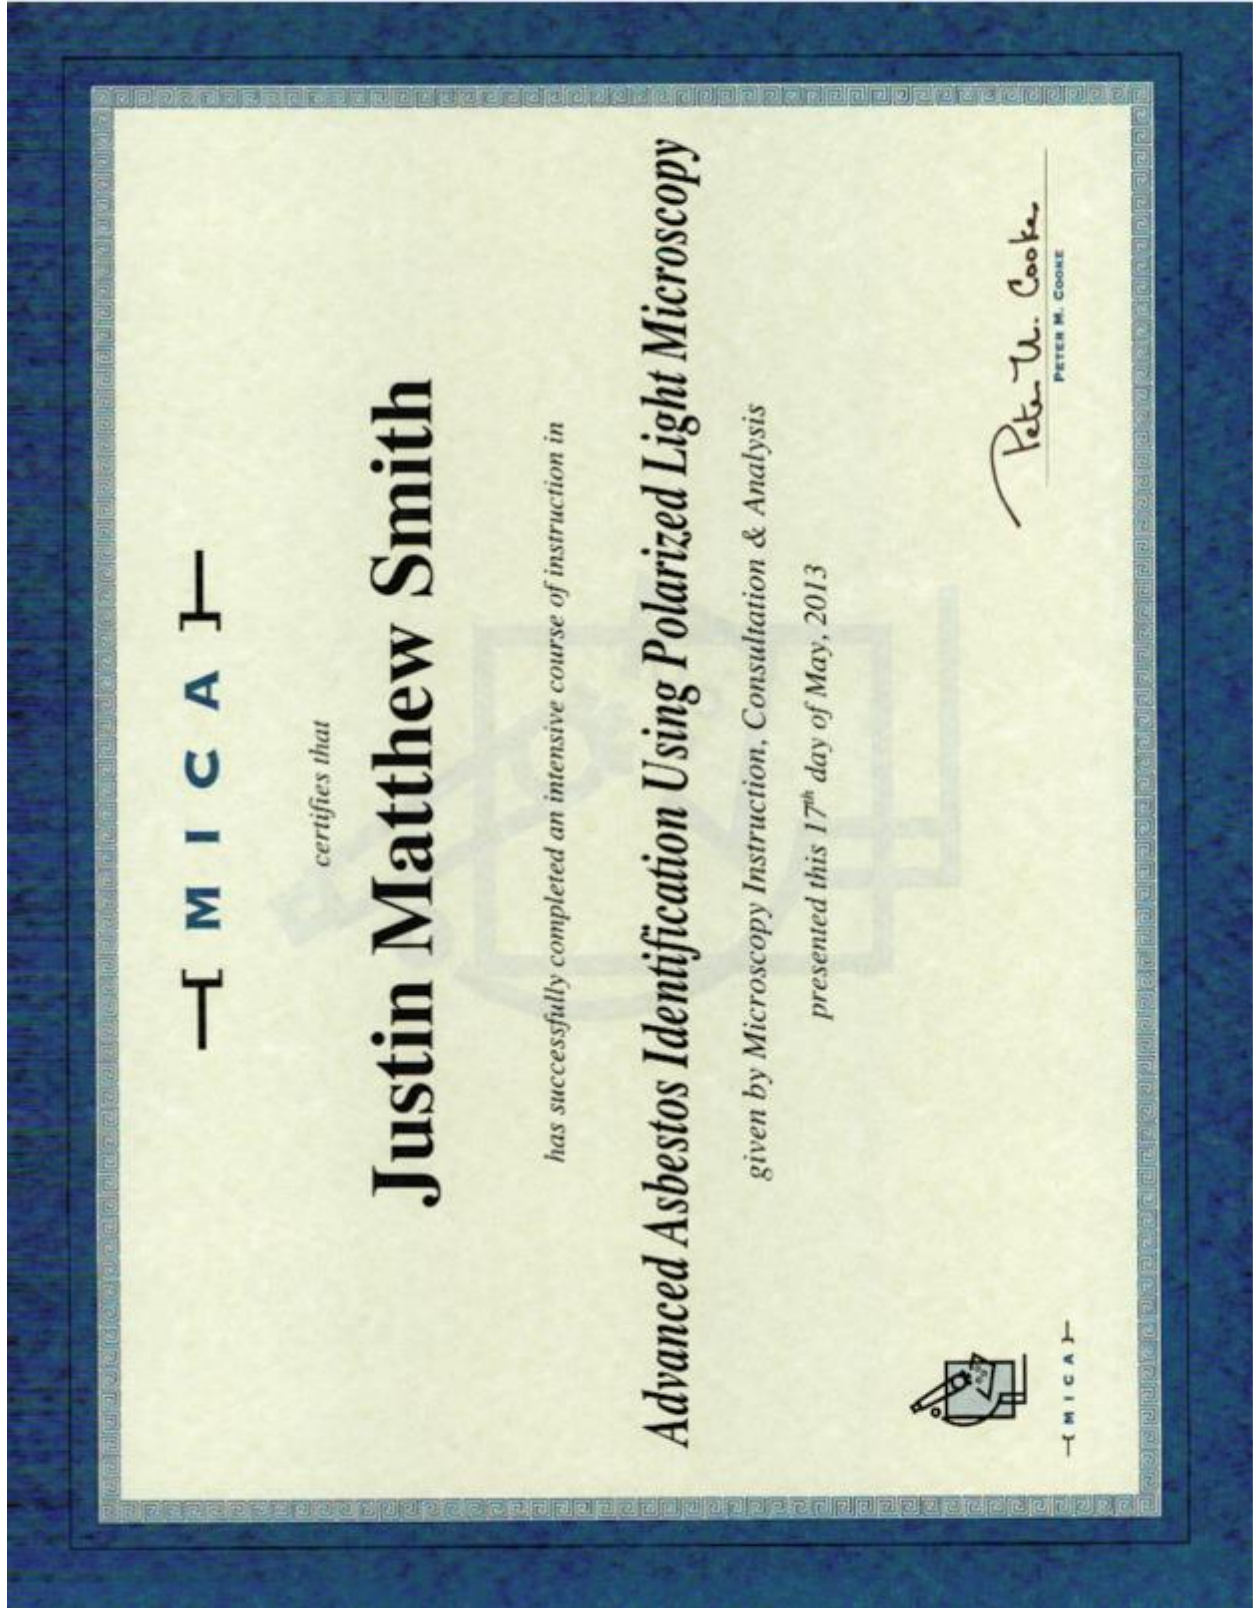 MICA
certifies that
Justin Matthew Smith
has successfully completed an intensive course of instruction in
Advanced Asbestos Identification Using Polarized Light Microscopy
given by Microscopy Instruction, Consultation & Analysis
presented this 17th day of May, 2013
Peter M. Cooke
PETER M. COOKE
MICA